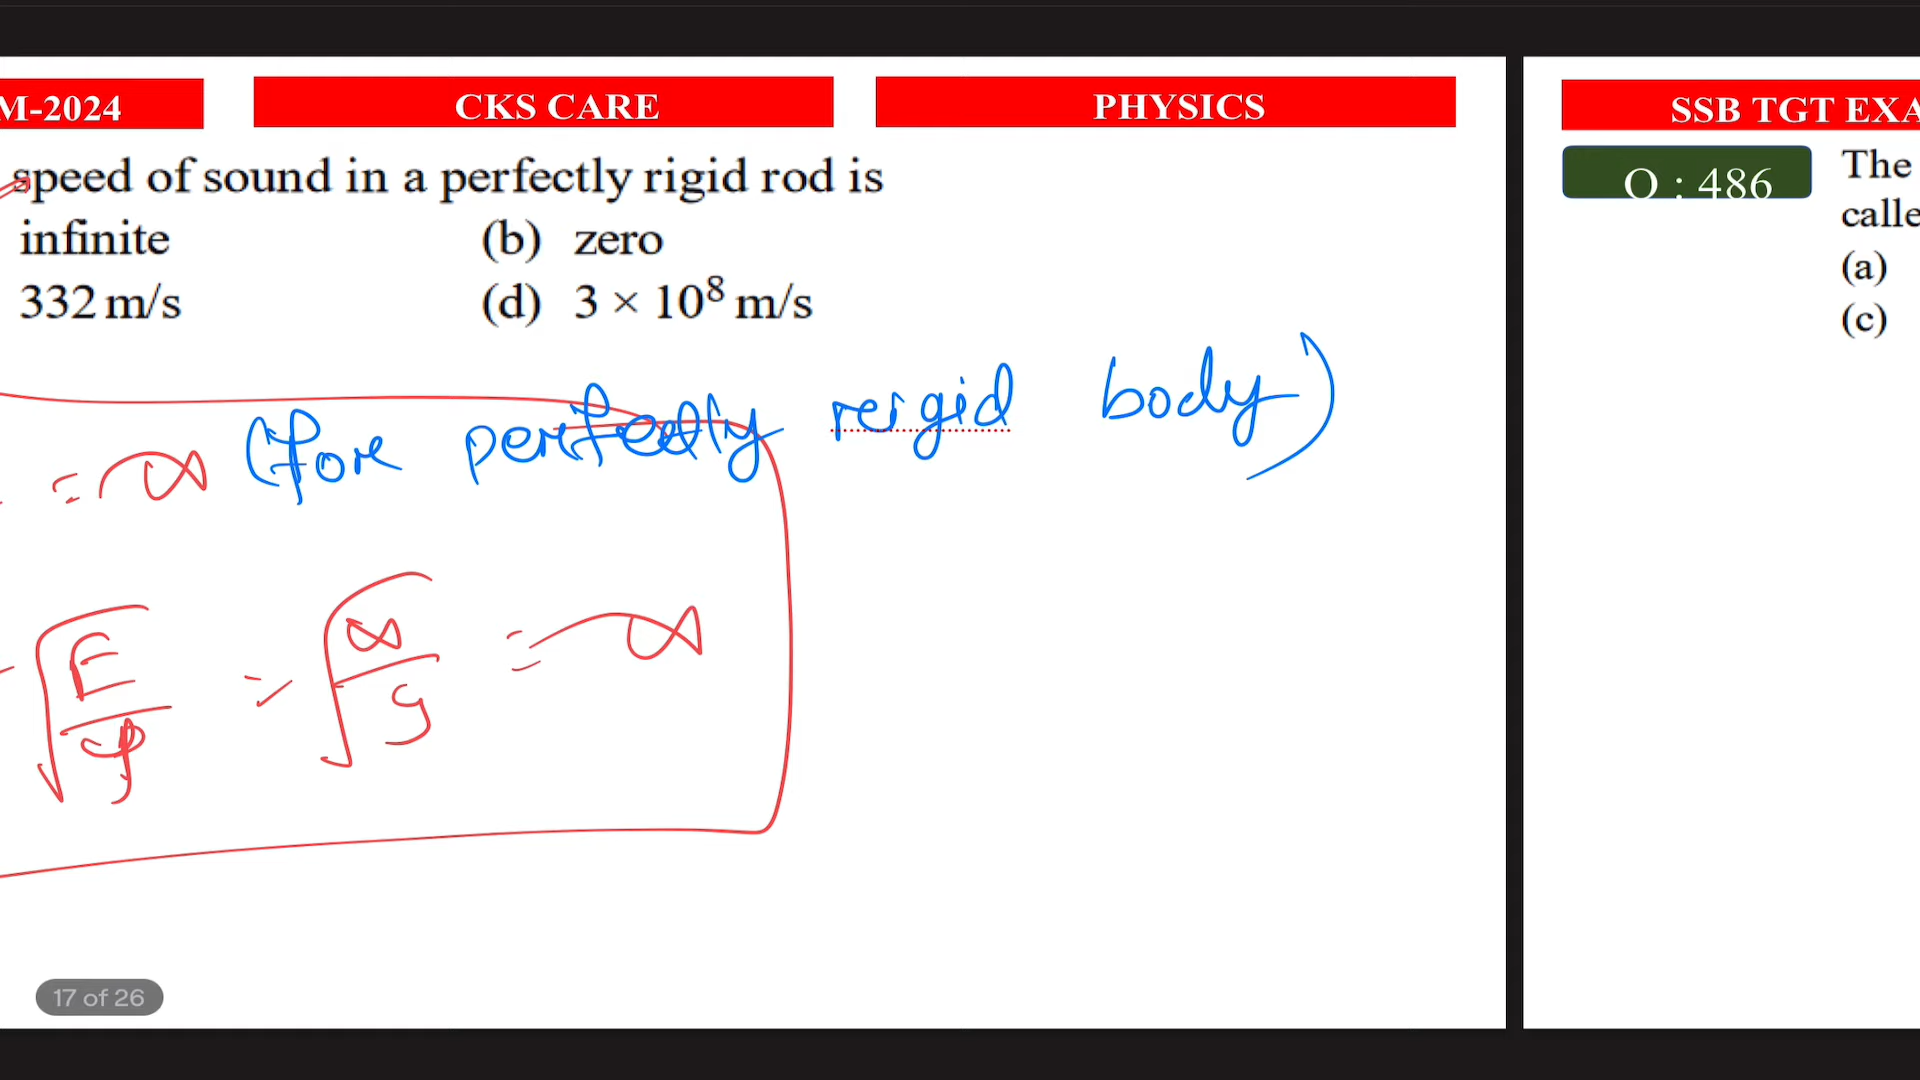 M-2024 CKS CARE PHYSICS SSB TGT EXA
speed of sound in a perfectly rigid rod is
infinite (b) zero
332 m/s (d) 3 × 10⁸ m/s
= ∞ (for perfectly reigid body)
√E/ρ = √∞/ρ = ∞
17 of 26
Q : 486 The
calle
(a)
(c)